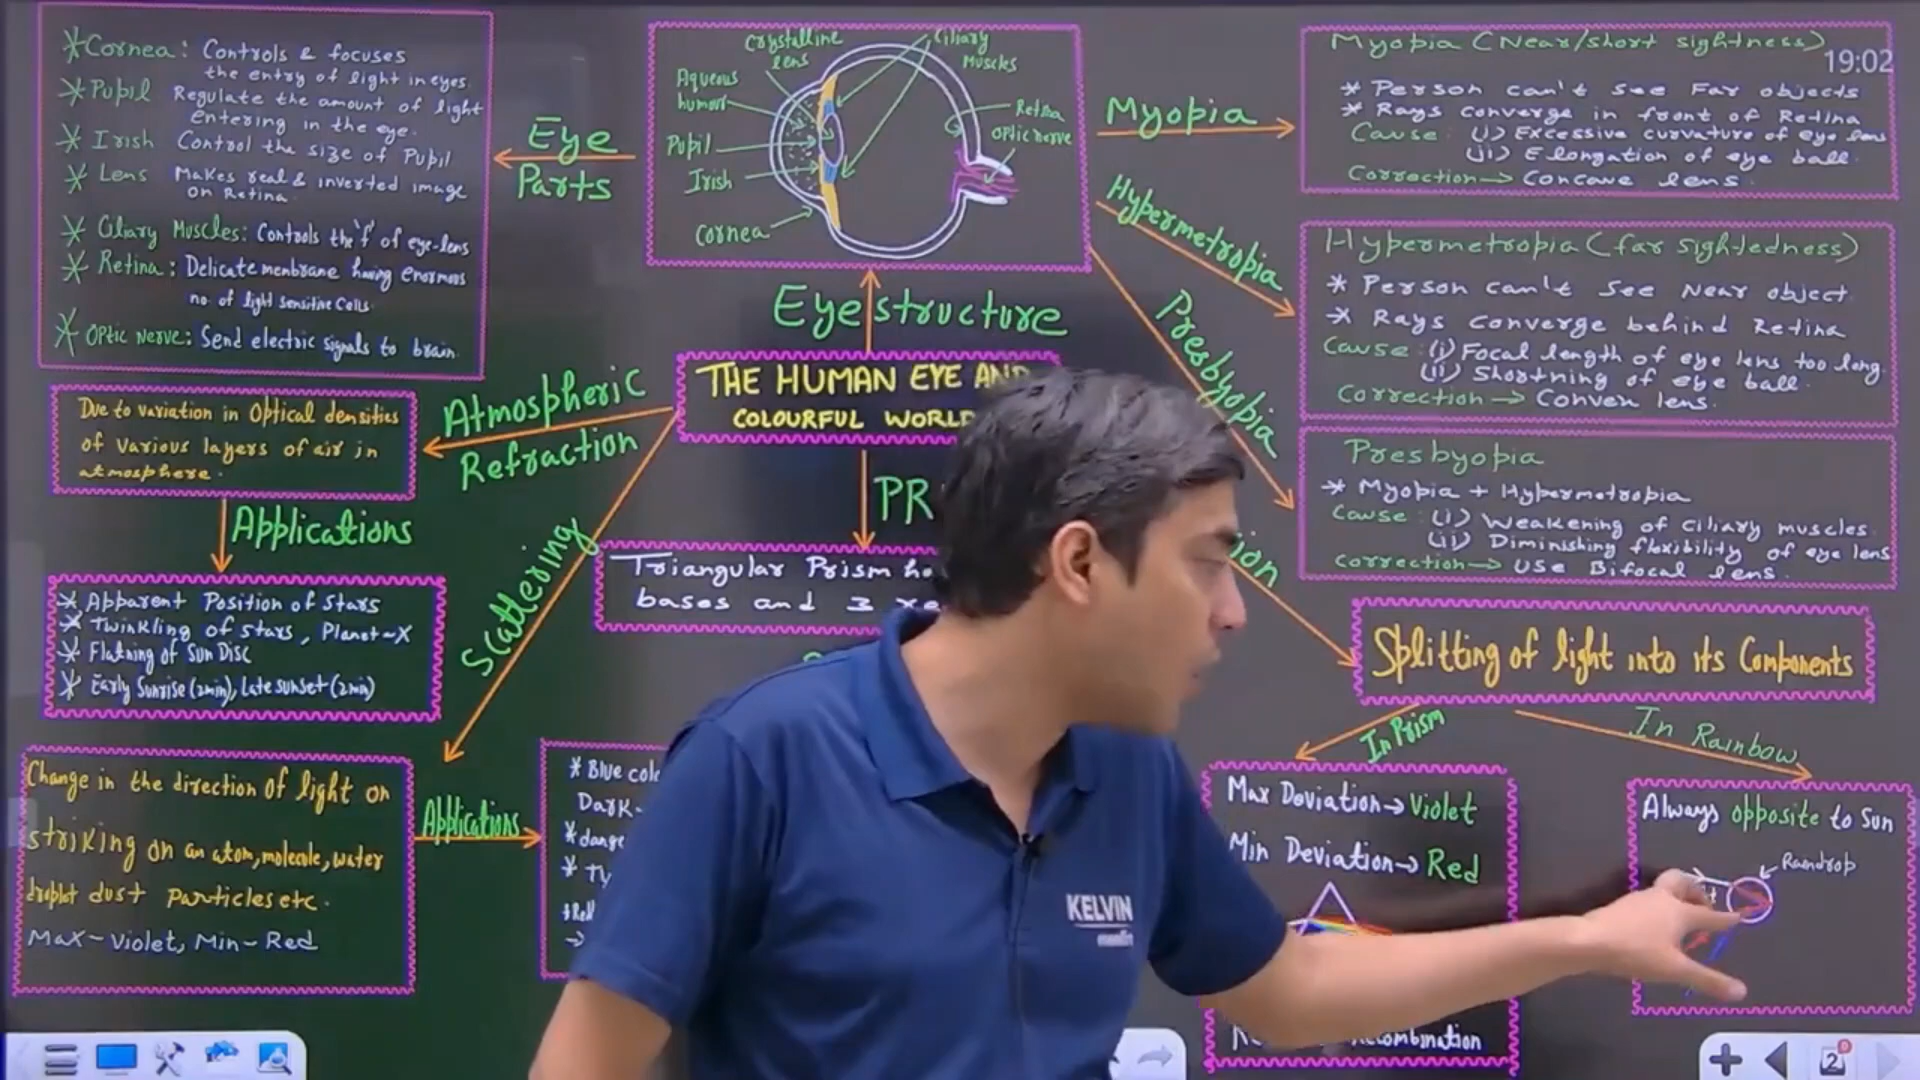 *Cornea: Controls & focuses
the entry of light in eyes.
*Pupil Regulate the amount of light
entering in the eye.
* Irish Control the size of Pupil
* Lens Makes real & inverted image
on Retina.
* Ciliary Muscles: Controls the 'f' of eye-lens
* Retina: Delicate membrane having Enormous
no. of light sensitive Cells.
* Optic Nerve: Send electric signals to brain.
Eye
Parts
Crystalline
lens
Ciliary
Muscles
Aqueous
humour
Retina
Optic nerve
Pupil
Irish
Cornea
Eye structure
THE HUMAN EYE AND
COLOURFUL WORLD
Myopia
Hypermetropia
Presbyopia
19:02
Myopia (Near/short sightness)
* Person can't see Far objects
* Rays converge in front of Retina
Cause: (i) Excessive curvature of eye lens
(ii) Elongation of eye ball.
Correction→ Concave lens.
Hypermetropia (far sightedness)
* Person can't see Near object.
* Rays converge behind Retina
Cause: (i) Focal length of eye lens too long.
(ii) Shortning of eye ball.
Correction → Convex lens.
Presbyopia
* Myopia + Hypermetropia
Cause: (i) Weakening of ciliary muscles.
(ii) Diminishing flexibility of eye lens
Correction→ Use Bifocal lens.
Atmospheric
Refraction
Due to variation in Optical densities
of various layers of air in
atmosphere.
Applications
* Apparent Position of stars
* Twinkling of stars, Planet-X
* Flatning of Sun Disc
* Early Sunrise (2min), Late sunset (2min)
Scattering
Change in the direction of light on
striking on an atom, molecule, water
droplet dust particles etc.
Max-Violet, Min-Red
Applications
* Blue
Dark-
PR
Triangular Prism
bases and 3
ion
Splitting of light into its Components
In Prism
In Rainbow
Max Deviation→ Violet
Min Deviation→ Red
Always opposite to Sun
Raindrop
KELVIN